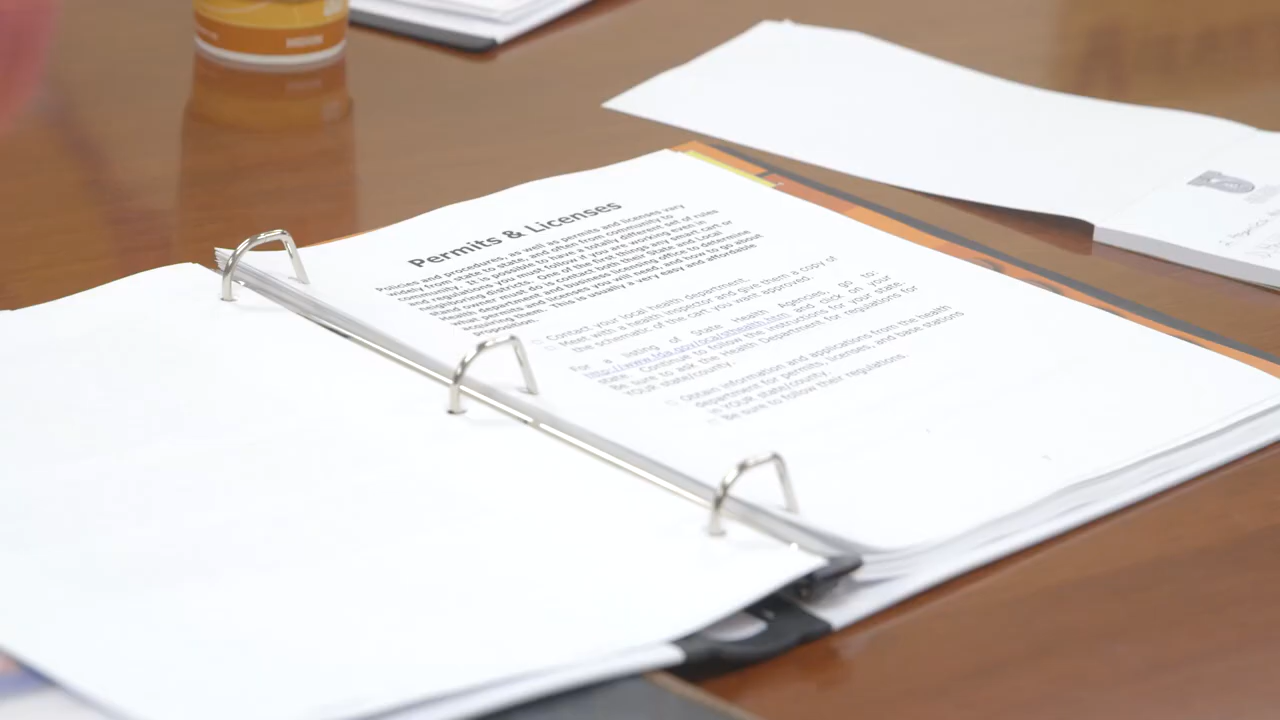 Permits & Licenses
Policies and procedures, as well as permits and licenses vary
widely from state to state, and often from community to
community. It is possible to have a totally different set of rules
and regulations you must follow if you are working even in
neighboring districts. One of the first things any small cart or
stand owner must do is contact both their State and Local
health department and business licensing office to determine
what permits and licenses you will need, and how to go about
acquiring them. This is usually a very easy and affordable
proposition.
Contact your local health department.
Meet with a health inspector and give them a copy of
the schematic of the cart you want approved.
For a listing of State Health Agencies, go to:
and click on your
state. Continue to follow the instructions for regulations for
Be sure to ask the Health Department for
YOUR state/county.
Obtain information and applications from the health
department for permits, licenses, and base stations
in YOUR state/county.
Be sure to follow their regulations.